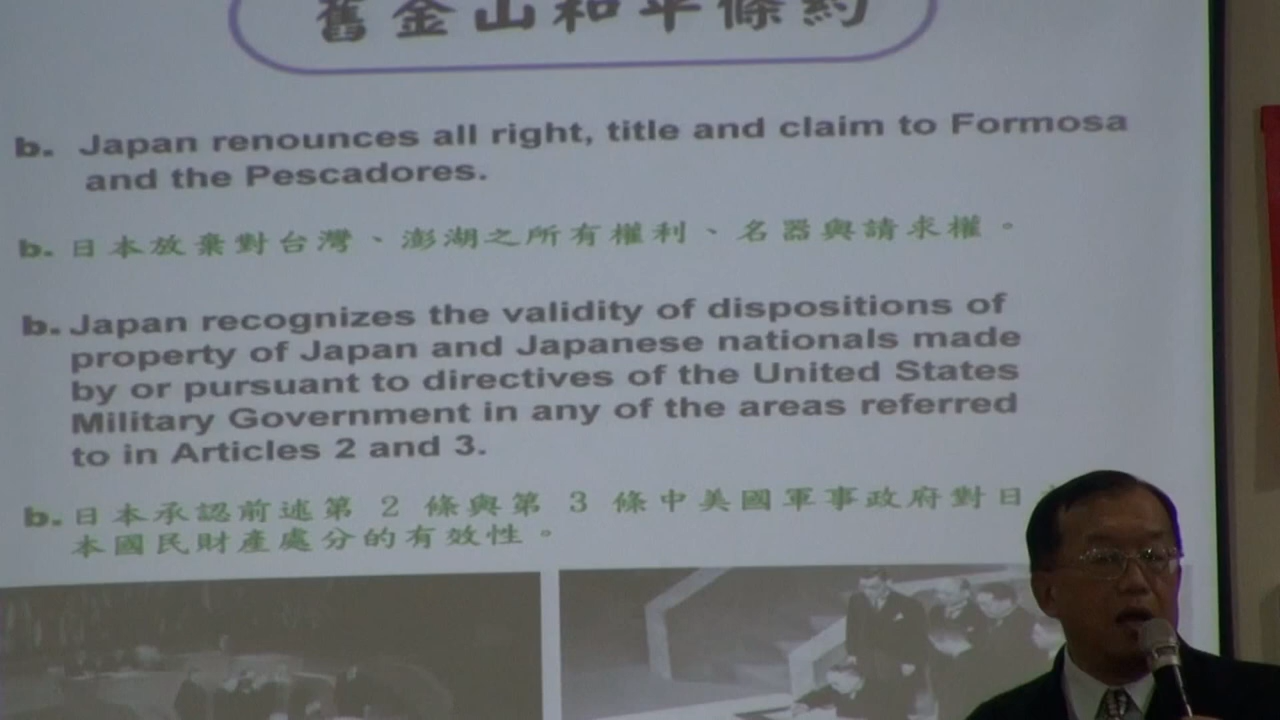 舊金山和平條約
b. Japan renounces all right, title and claim to Formosa
and the Pescadores.
b. 日本放棄對台灣、澎湖之所有權利、名器與請求權。
b. Japan recognizes the validity of dispositions of
property of Japan and Japanese nationals made
by or pursuant to directives of the United States
Military Government in any of the areas referred
to in Articles 2 and 3.
b. 日本承認前述第 2 條與第 3 條中美國軍事政府對日
本國民財產處分的有效性。